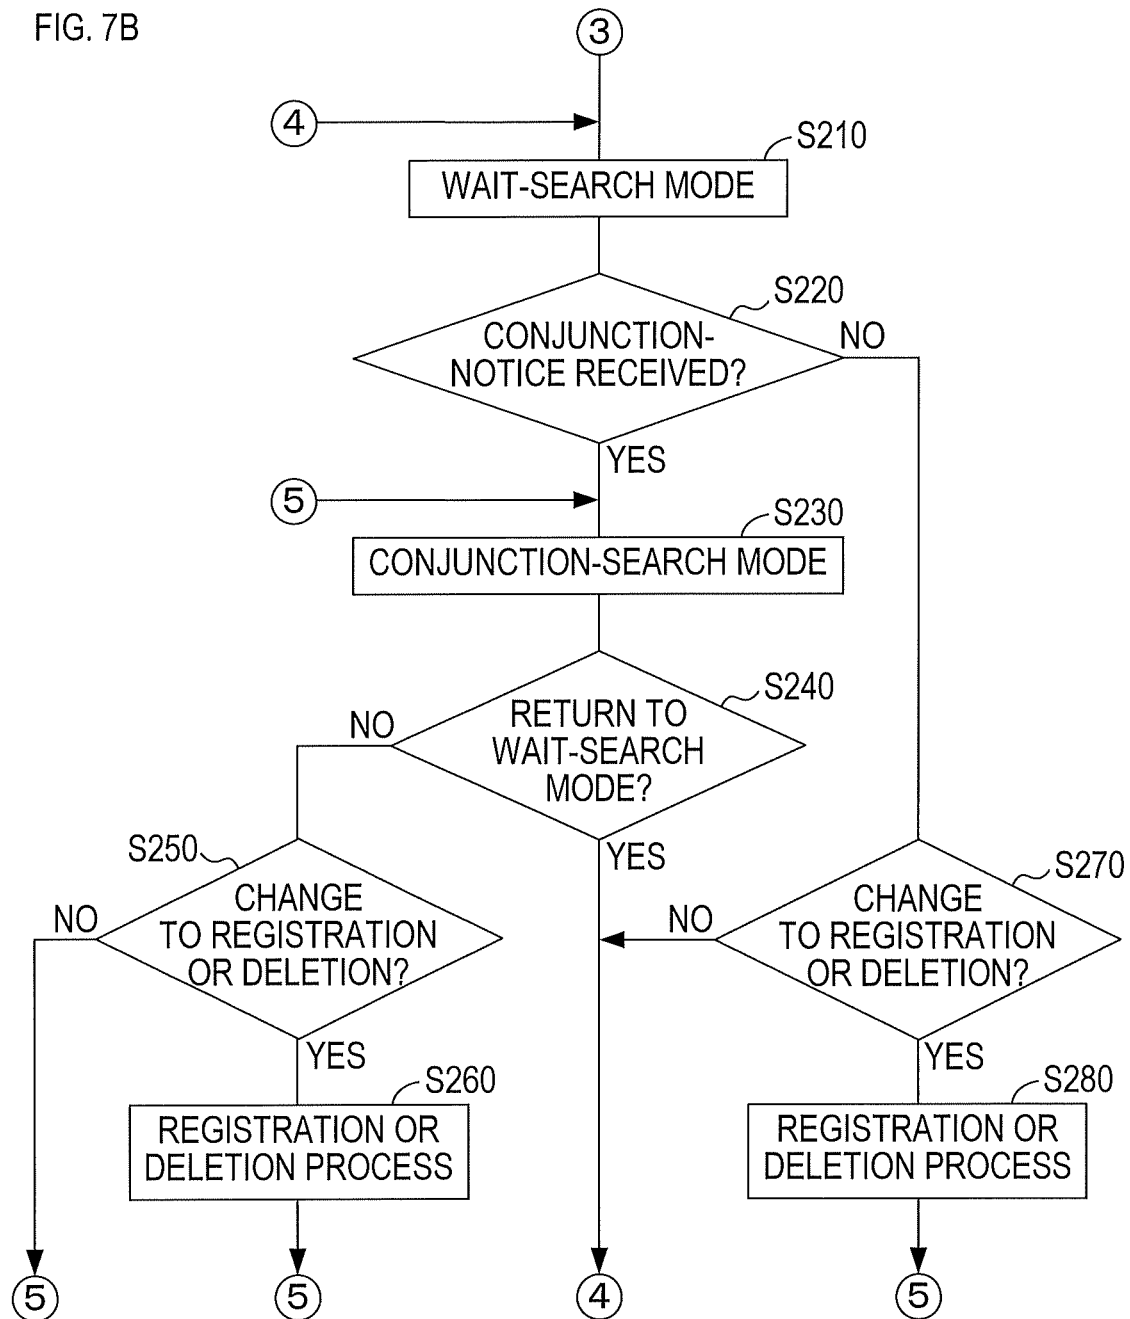 FIG. 7B
3
4
S210
WAIT-SEARCH MODE
S220
CONJUNCTION-
NOTICE RECEIVED?
NO
YES
5
S230
CONJUNCTION-SEARCH MODE
S240
RETURN TO
WAIT-SEARCH
MODE?
NO
YES
S250
CHANGE
TO REGISTRATION
OR DELETION?
NO
YES
S270
CHANGE
TO REGISTRATION
OR DELETION?
NO
YES
S260
REGISTRATION OR
DELETION PROCESS
S280
REGISTRATION OR
DELETION PROCESS
5
5
4
5